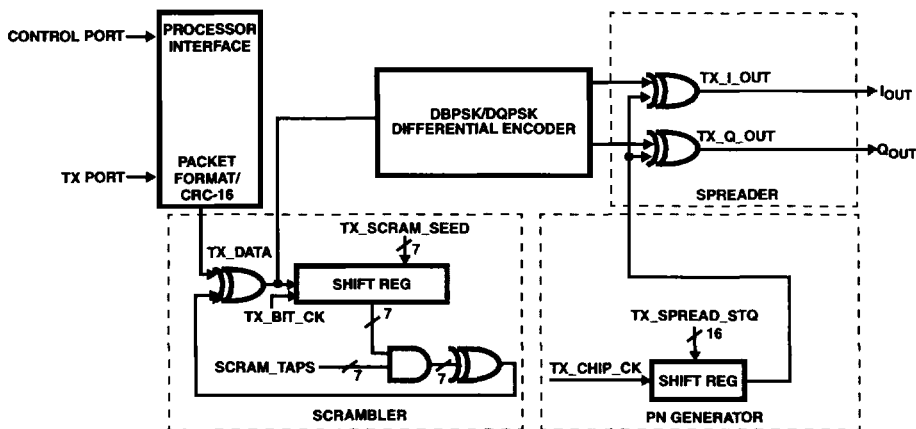 CONTROL PORT
PROCESSOR
INTERFACE
TX PORT
PACKET
FORMAT/
CRC-16
DBPSK/DQPSK
DIFFERENTIAL ENCODER
TX_I_OUT
IOUT
TX_Q_OUT
QOUT
SPREADER
TX_DATA
TX_SCRAM_SEED
7
SHIFT REG
TX_BIT_CK
7
SCRAM_TAPS
7
7
SCRAMBLER
TX_SPREAD_STQ
16
TX_CHIP_CK
SHIFT REG
PN GENERATOR